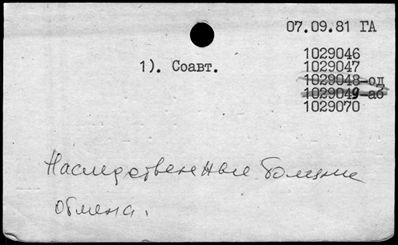 07.09.81 ГА
1). Соавт.
1029046
1029047
1029048-од
1029049-аб
1029070
Наследственные болезни
обмена.